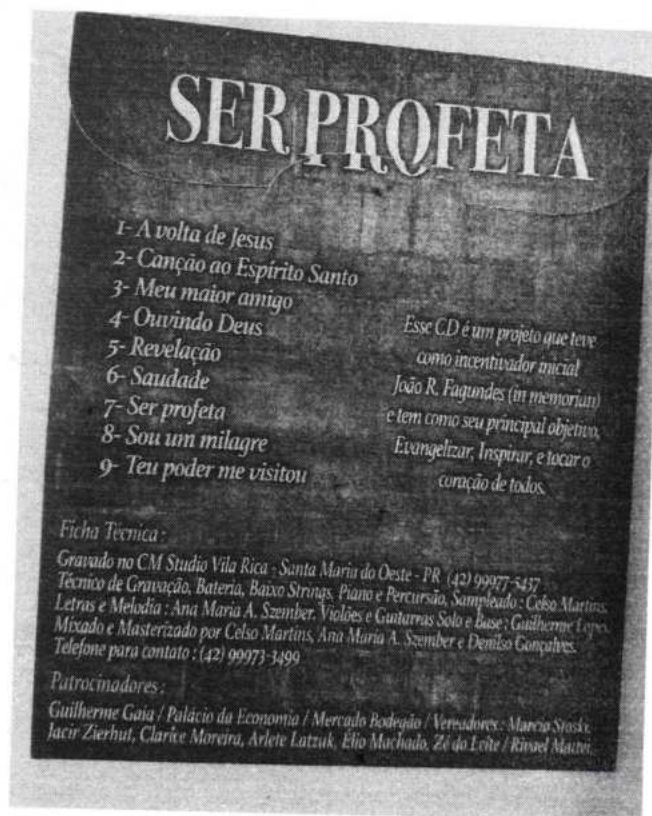 SER PROFETA
1- A volta de Jesus
2- Canção ao Espírito Santo
3- Meu maior amigo
4- Ouvindo Deus
5- Revelação
6- Saudade
7- Ser profeta
8- Sou um milagre
9- Teu poder me visitou
Esse CD é um projeto que teve
como incentivador inicial
João R. Fagundes (in memorian)
e tem como seu principal objetivo,
Evangelizar, Inspirar, e tocar o
coração de todos.
Ficha Técnica :
Gravado no CM Studio Vila Rica - Santa Maria do Oeste - PR (42) 99977-5437
Técnico de Gravação, Bateria, Baixo Strings, Piano e Percursão, Sampleado : Celso Martins.
Letras e Melodia : Ana Maria A. Szember. Violões e Guitarras Solo e Base : Guilherme Lopes.
Mixado e Masterizado por Celso Martins, Ana Maria A. Szember e Denilso Gonçalves.
Telefone para contato : (42) 99973-3499
Patrocinadores :
Guilherme Gaia / Palácio da Economia / Mercado Bodegão / Vereadores : Marcio Stoski,
Jacir Zierhut, Clarice Moreira, Arlete Latzuk, Élio Machado, Zé do Leite /